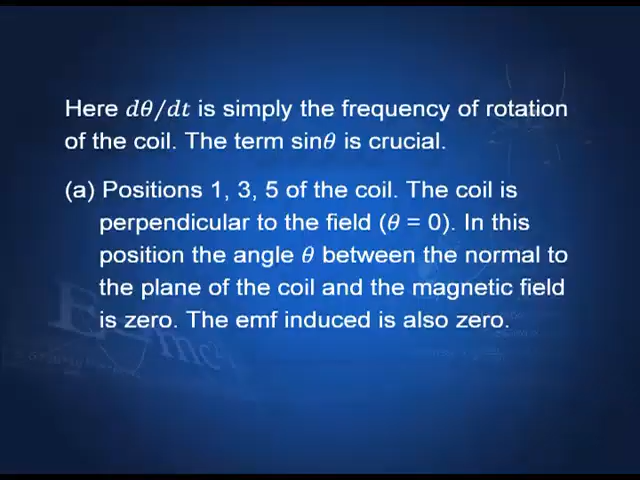 Here 𝑑𝜃/𝑑𝑡 is simply the frequency of rotation
of the coil. The term sin𝜃 is crucial.
(a) Positions 1, 3, 5 of the coil. The coil is
perpendicular to the field (𝜃 = 0). In this
position the angle 𝜃 between the normal to
the plane of the coil and the magnetic field
is zero. The emf induced is also zero.
E=mc²